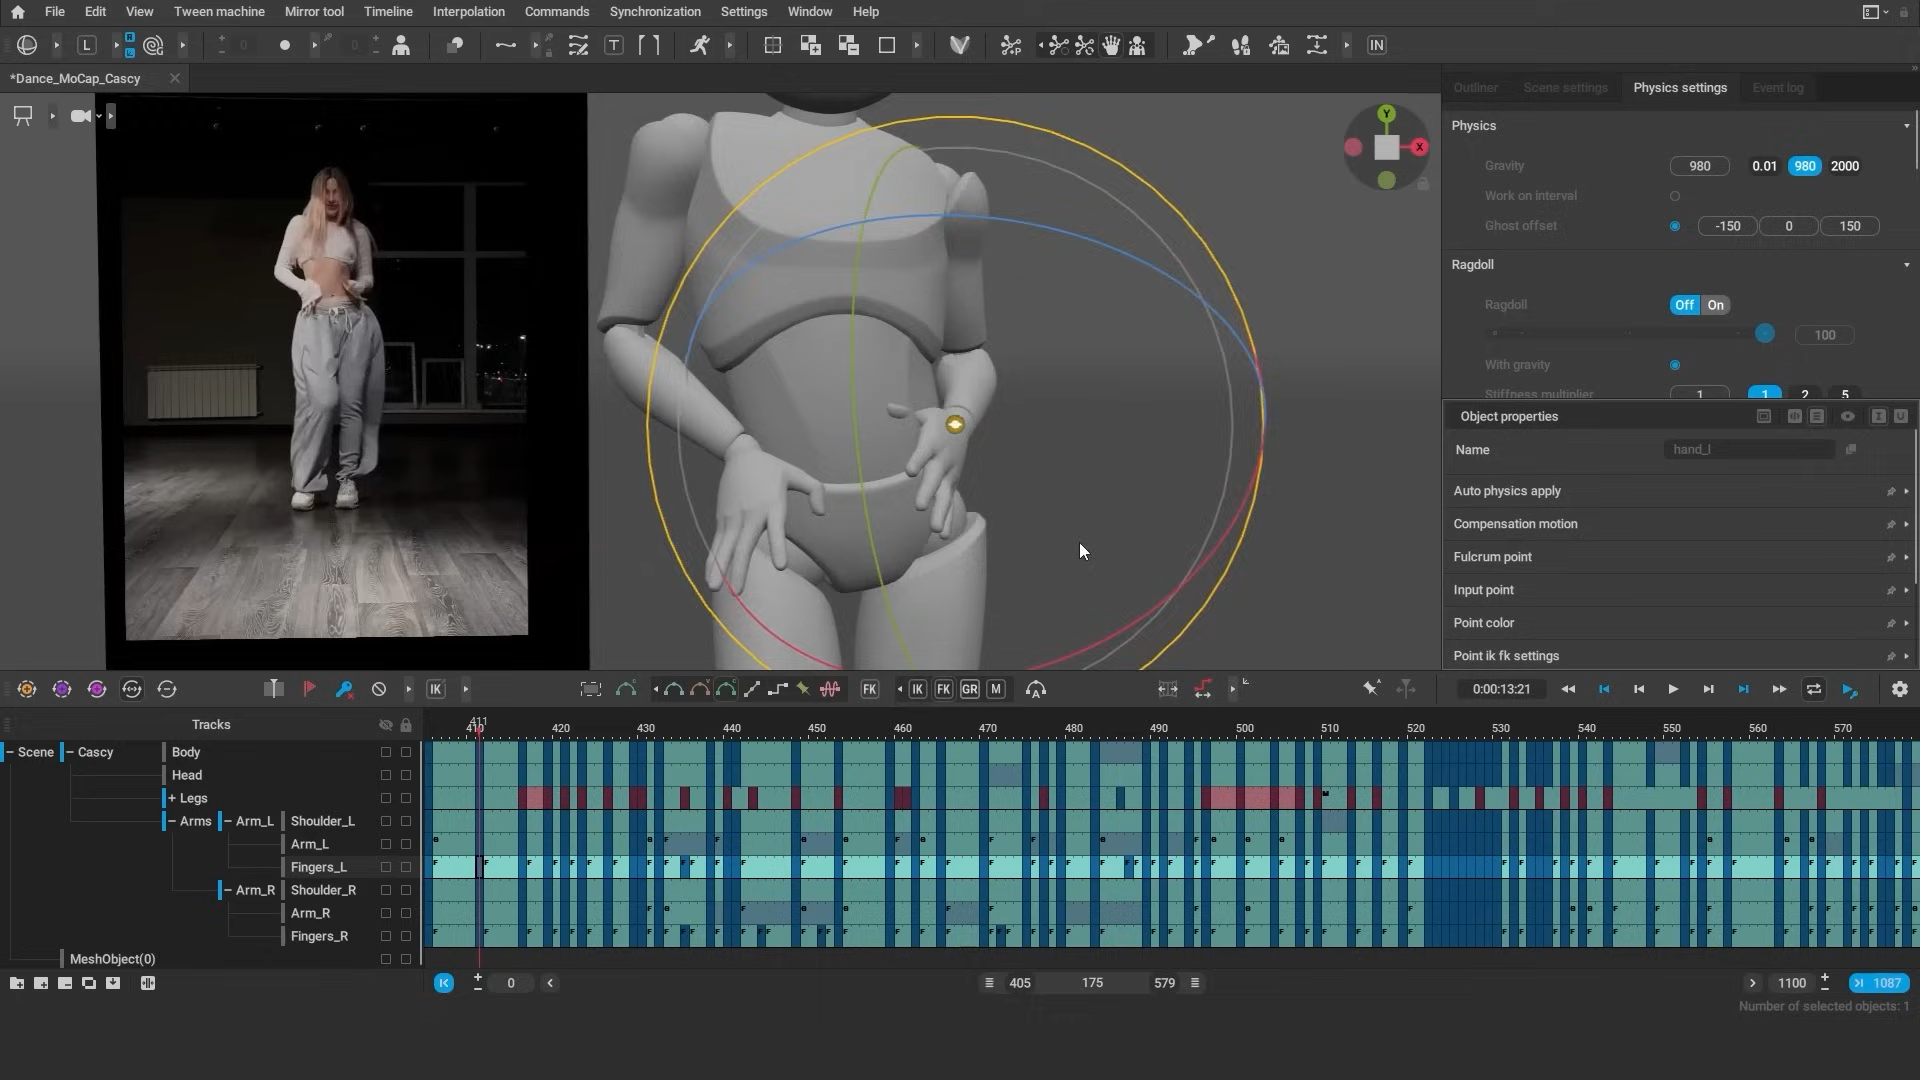 File Edit View Tween machine Mirror tool Timeline Interpolation Commands Synchronization Settings Window Help
L R L 0 0 T P IN
*Dance_MoCap_Cascy
Outliner Scene settings Physics settings Event log
Y
X
Physics
Gravity 980 0.01 980 2000
Work on interval
Ghost offset -150 0 150
Ragdoll
Ragdoll Off On
100
With gravity
Stiffness multiplier 1 1 2 5
Object properties
Name hand_l
Auto physics apply
Compensation motion
Fulcrum point
Input point
Point color
Point ik fk settings
IK FK IK FK GR M 0:00:13:21
Tracks
411 420 430 440 450 460 470 480 490 500 510 520 530 540 550 560 570
Scene Cascy Body
Head
+ Legs
Arms Arm_L Shoulder_L
Arm_L
Fingers_L
Arm_R Shoulder_R
Arm_R
Fingers_R
MeshObject(0)
0 405 175 579 1100 1087
Number of selected objects: 1